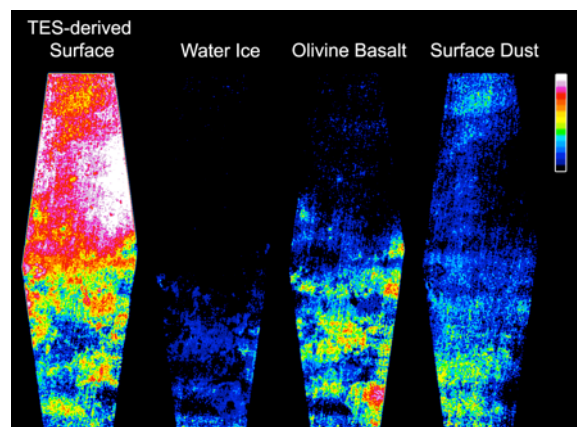 TES-derived
Surface
Water Ice
Olivine Basalt
Surface Dust